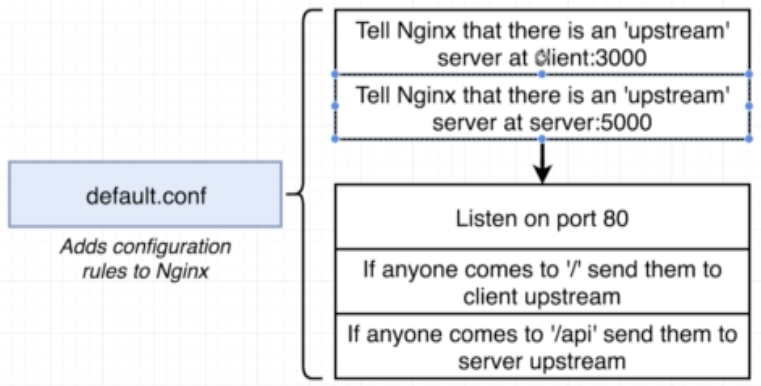 Tell Nginx that there is an 'upstream'
server at client:3000
Tell Nginx that there is an 'upstream'
server at server:5000
default.conf
Adds configuration
rules to Nginx
Listen on port 80
If anyone comes to '/' send them to
client upstream
If anyone comes to '/api' send them to
server upstream